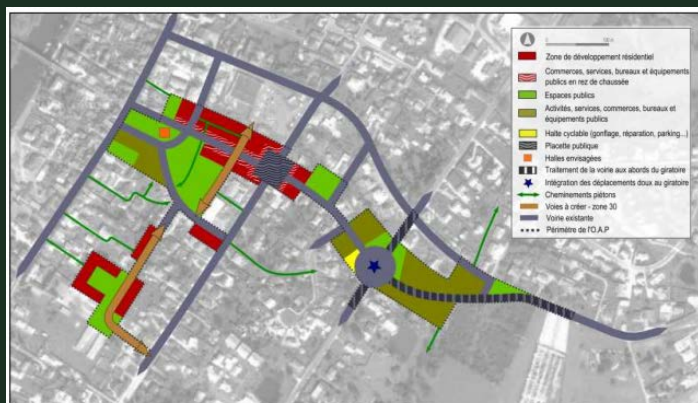 Zone de développement résidentiel
Commerces, services, bureaux et équipements
publics en rez de chaussée
Espaces publics
Activités, services, commerces, bureaux et
équipements publics
Halte cyclable (gonflage, réparation, parking...)
Placette publique
Halles envisagées
Traitement de la voirie aux abords du giratoire
Intégration des déplacements doux au giratoire
Cheminements piétons
Voies à créer - zone 30
Voirie existante
Périmètre de l'O.A.P